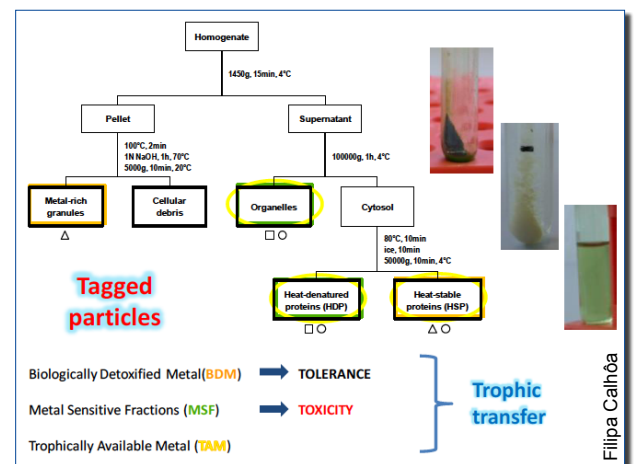 Homogenate
1450g, 15min, 4°C
Pellet
Supernatant
100°C, 2min
1N NaOH, 1h, 70°C
5000g, 10min, 20°C
100000g, 1h, 4°C
Metal-rich
granules
Cellular
debris
Organelles
Cytosol
80°C, 10min
ice, 10min
50000g, 10min, 4°C
Heat-denatured
proteins (HDP)
Heat-stable
proteins (HSP)
Tagged
particles
Biologically Detoxified Metal(BDM)
TOLERANCE
Metal Sensitive Fractions (MSF)
TOXICITY
Trophically Available Metal (TAM)
Trophic
transfer
Filipa Calhôa